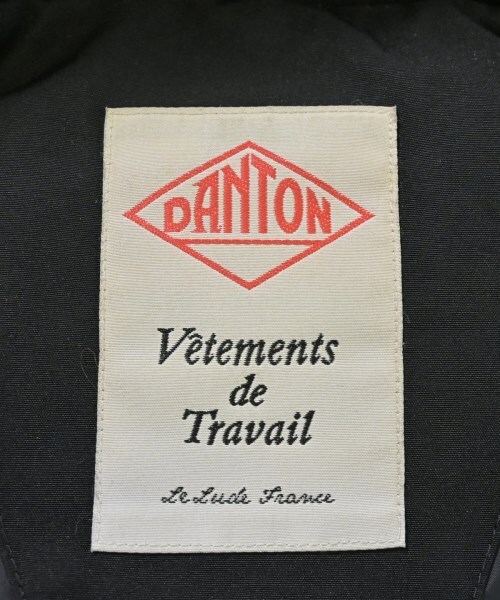 DANTON
Vêtements
de
Travail
Le Lude France